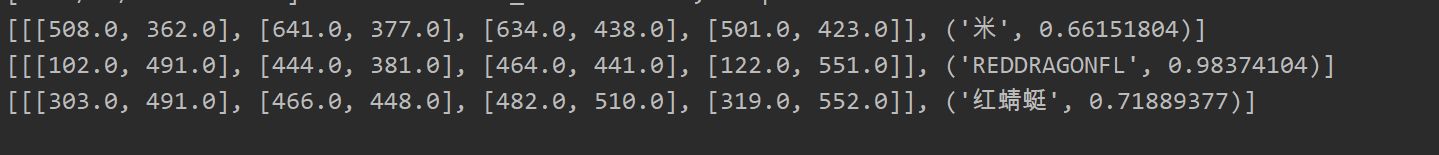 [[[508.0, 362.0], [641.0, 377.0], [634.0, 438.0], [501.0, 423.0]], ('米', 0.66151804)]
[[[102.0, 491.0], [444.0, 381.0], [464.0, 441.0], [122.0, 551.0]], ('REDDRAGONFL', 0.98374104)]
[[[303.0, 491.0], [466.0, 448.0], [482.0, 510.0], [319.0, 552.0]], ('红蜻蜓', 0.71889377)]